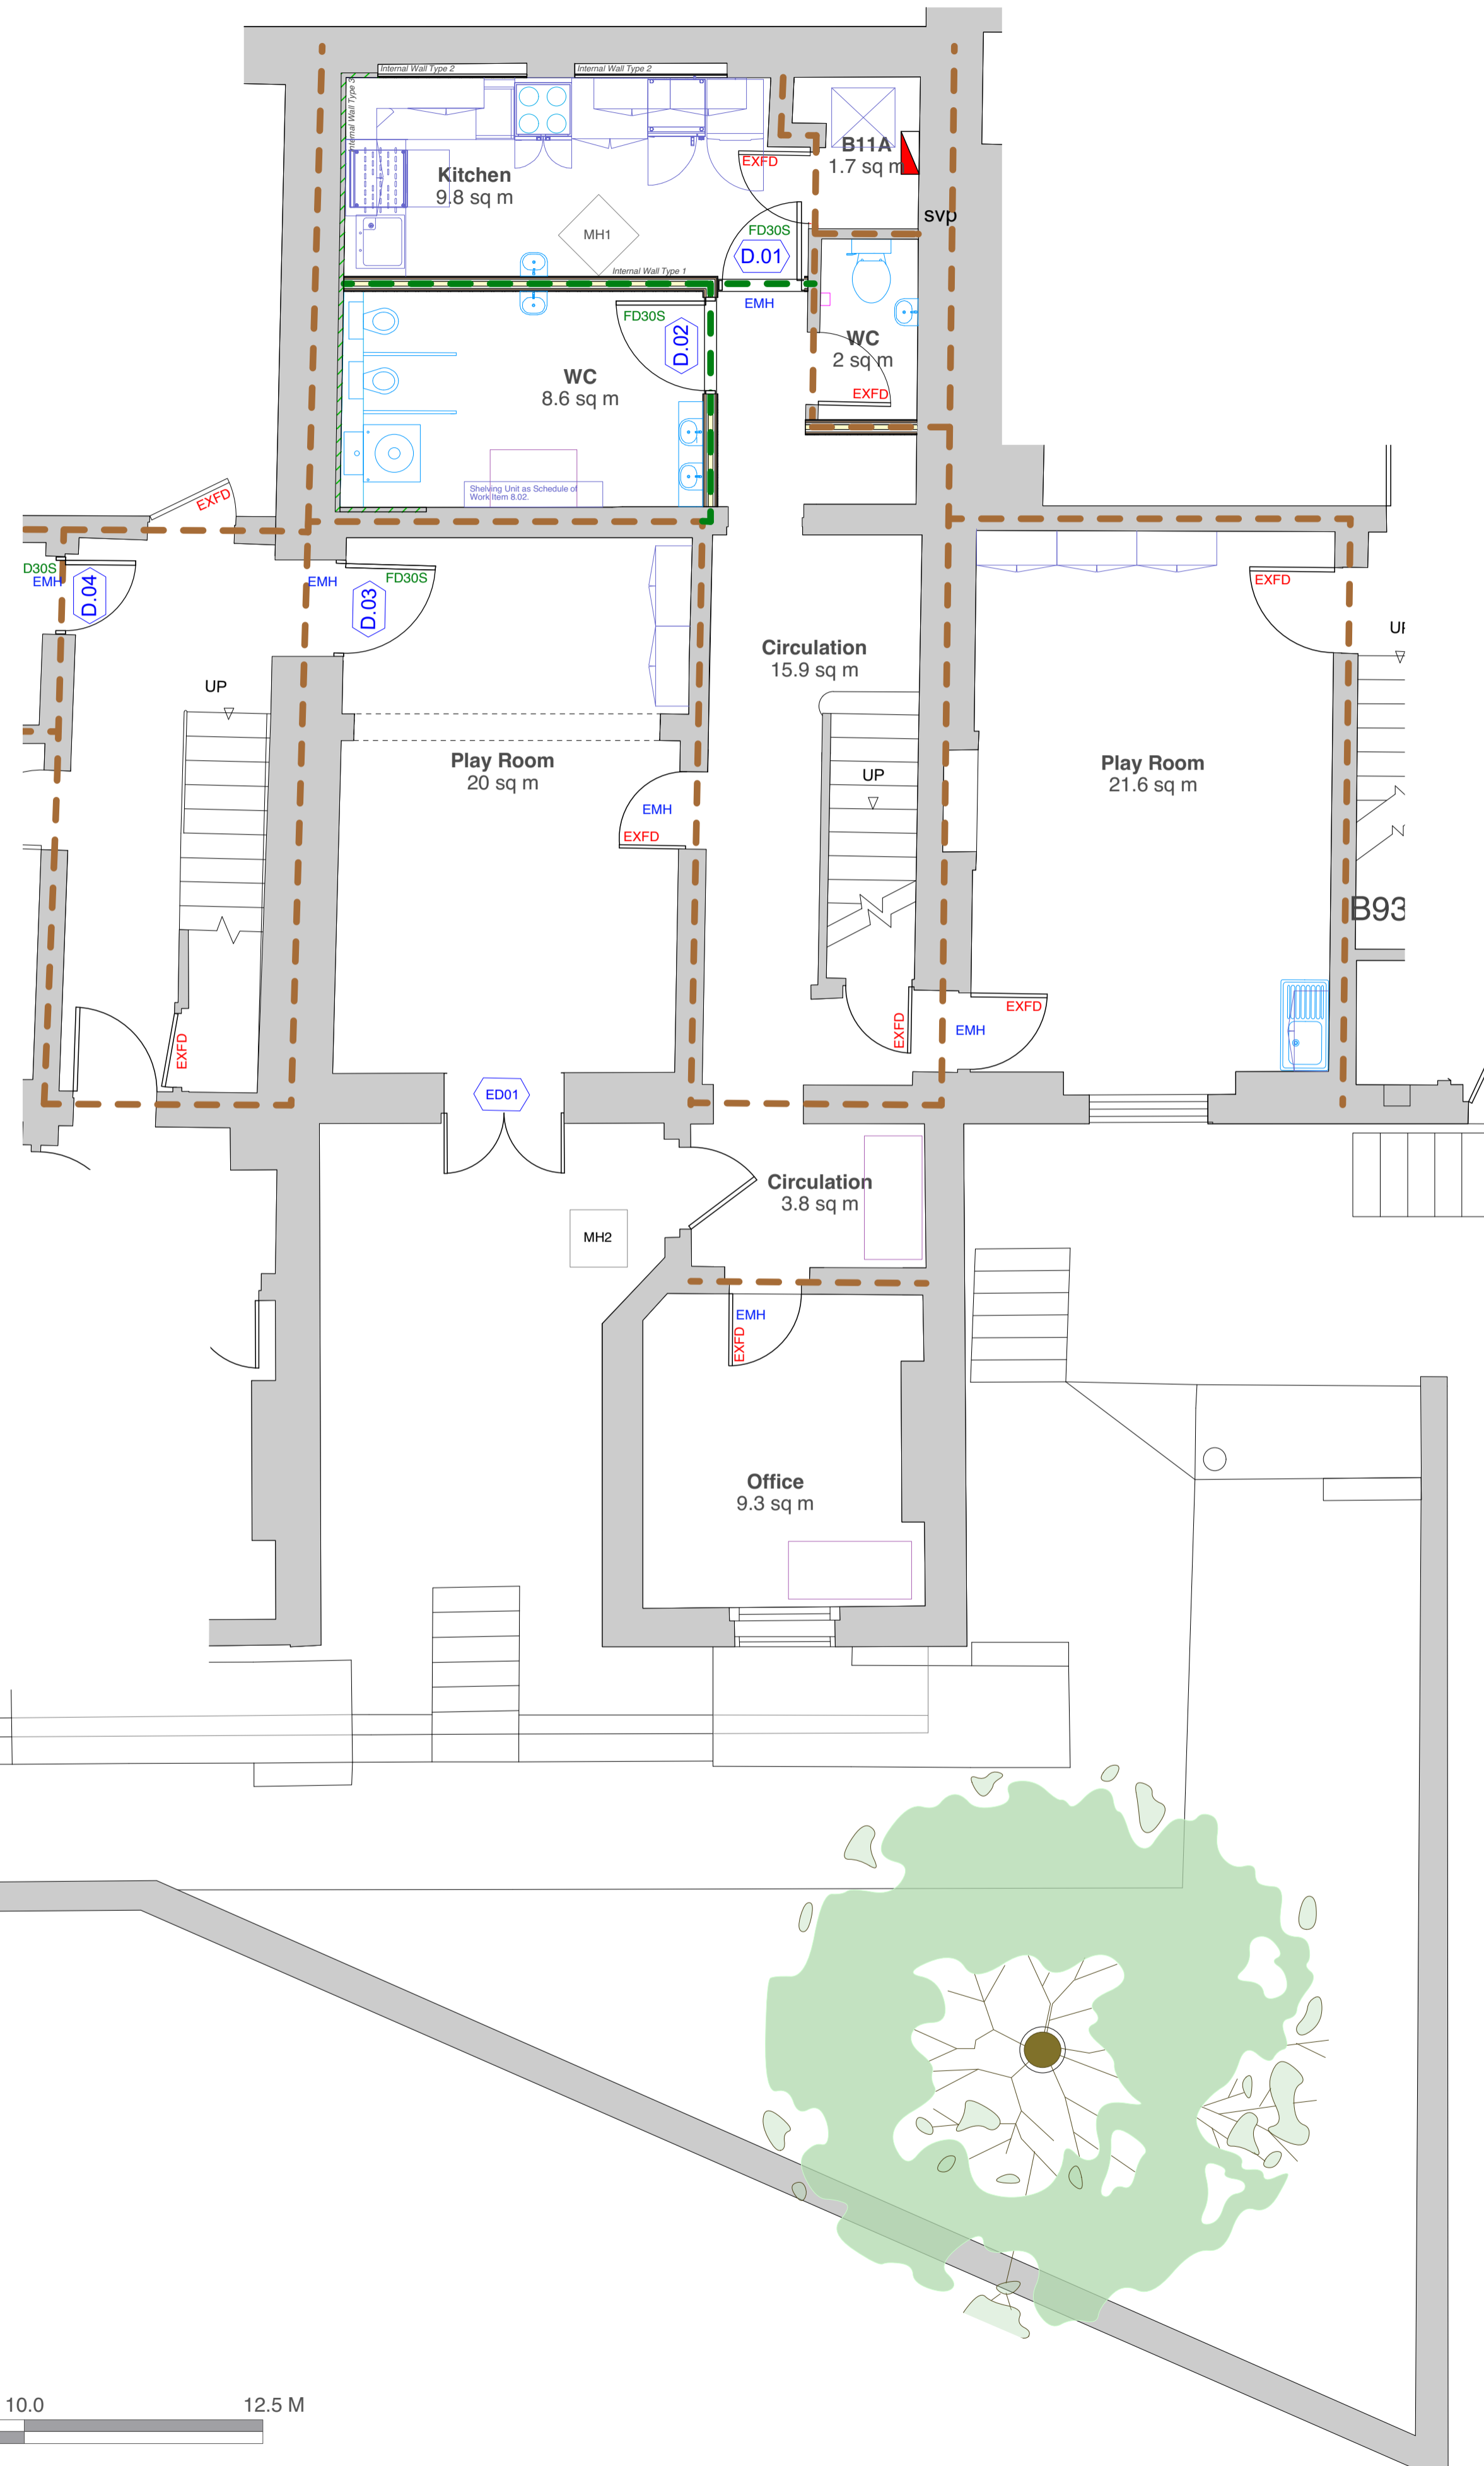 Internal Wall Type 2
Internal Wall Type 2
Internal Wall Type 3
Kitchen
9.8 sq m
EXFD
B11A
1.7 sq m
svp
MH1
FD30S
D.01
Internal Wall Type 1
EMH
FD30S
D.02
WC
2 sq m
EXFD
WC
8.6 sq m
Shelving Unit as Schedule of
Work Item 8.02.
EXFD
D30S
EMH
D.04
EMH
FD30S
D.03
EXFD
UP
Circulation
15.9 sq m
UP
Play Room
20 sq m
Play Room
21.6 sq m
UP
EMH
EXFD
B93
EXFD
EXFD
EXFD
EMH
ED01
Circulation
3.8 sq m
MH2
EMH
EXFD
Office
9.3 sq m
10.0
12.5 M